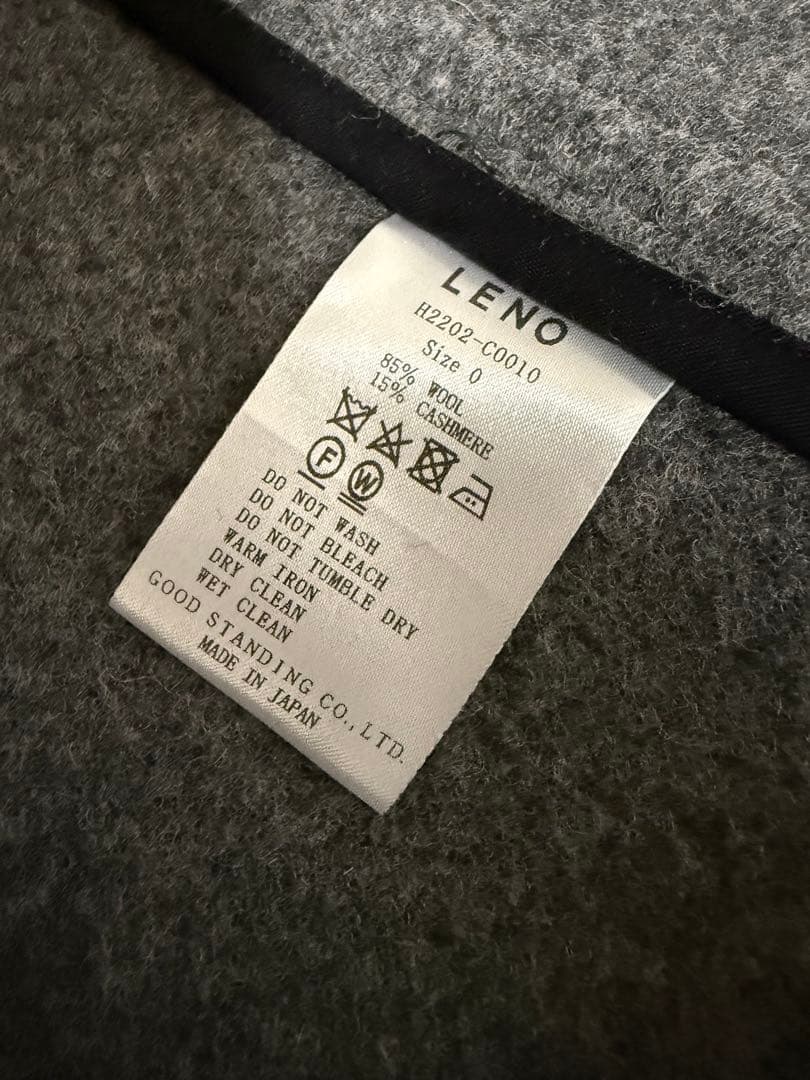 LENO
H2202-C0010
Size 0
85% WOOL
15% CASHMERE
F W
DO NOT WASH
DO NOT BLEACH
DO NOT TUMBLE DRY
WARM IRON
DRY CLEAN
WET CLEAN
GOOD STANDING CO.,LTD.
MADE IN JAPAN